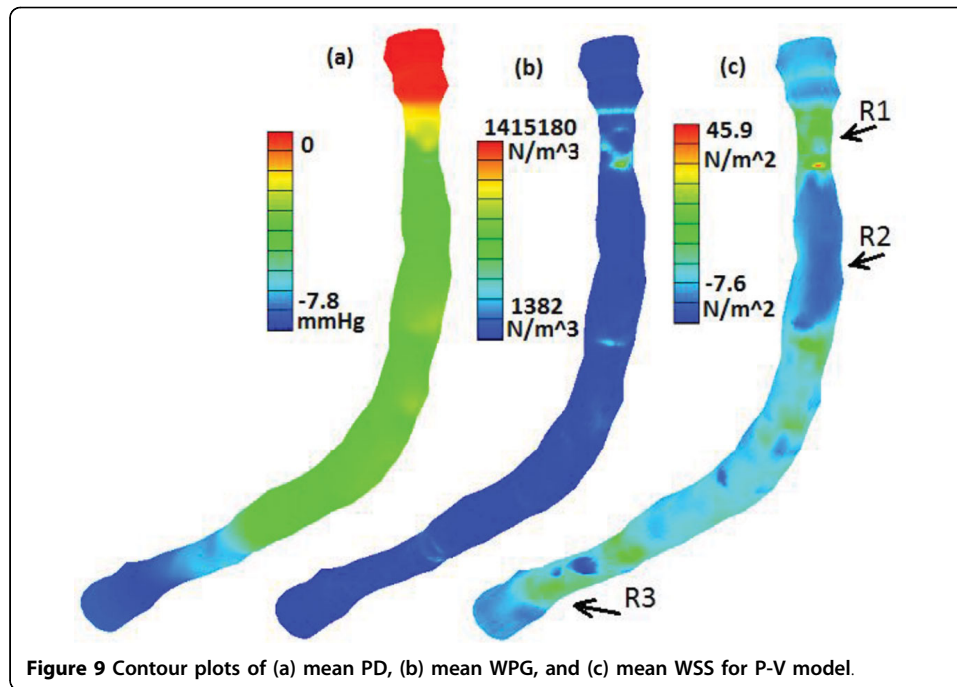 (a)
(b)
(c)
0
-7.8
mmHg
1415180
N/m^3
1382
N/m^3
45.9
N/m^2
-7.6
N/m^2
R1
R2
R3
Figure 9 Contour plots of (a) mean PD, (b) mean WPG, and (c) mean WSS for P-V model.